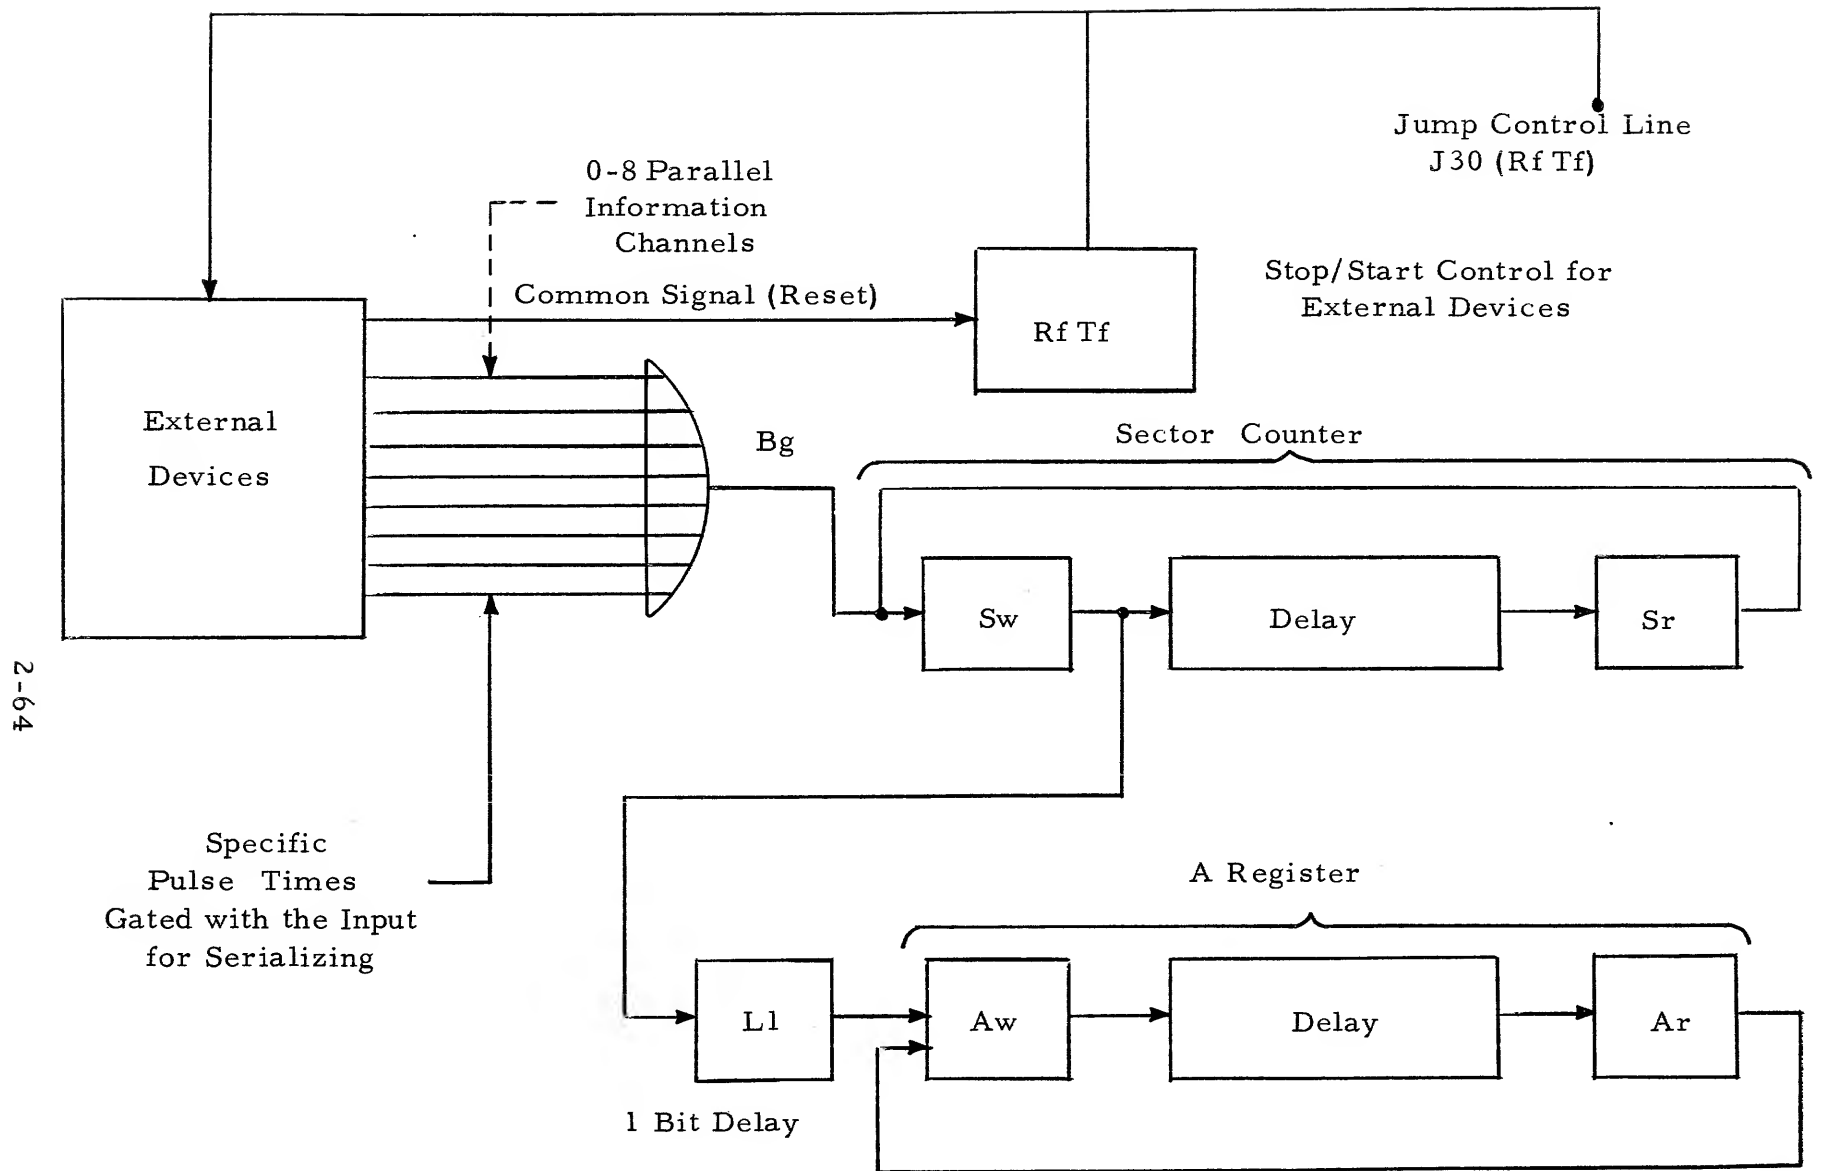 Jump Control Line
J30 (Rf Tf)
0-8 Parallel
Information
Channels
Stop/Start Control for
External Devices
Common Signal (Reset)
Rf Tf
External
Devices
Bg
Sector Counter
Sw
Delay
Sr
2-64
Specific
Pulse Times
Gated with the Input
for Serializing
A Register
L1
Aw
Delay
Ar
1 Bit Delay